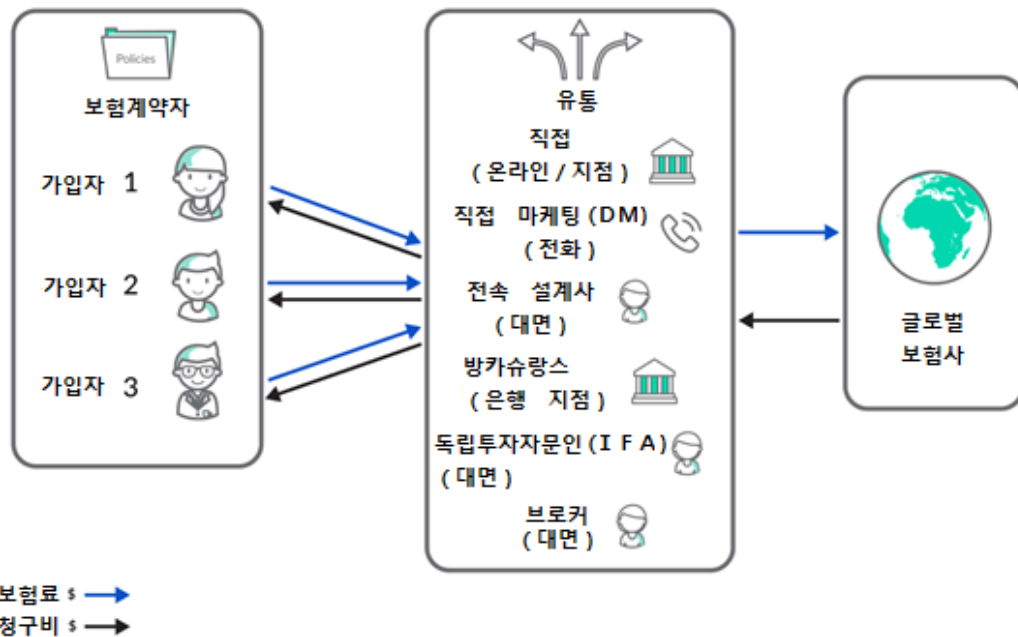 Policies
보험계약자
가입자 1
가입자 2
가입자 3
유통
직접
( 온라인 / 지점 )
직접 마케팅 (DM)
( 전화 )
전속 설계사
( 대면 )
방카슈랑스
( 은행 지점 )
독립투자자문인 (I F A)
( 대면 )
브로커
( 대면 )
글로벌
보험사
보험료 $
청구비 $